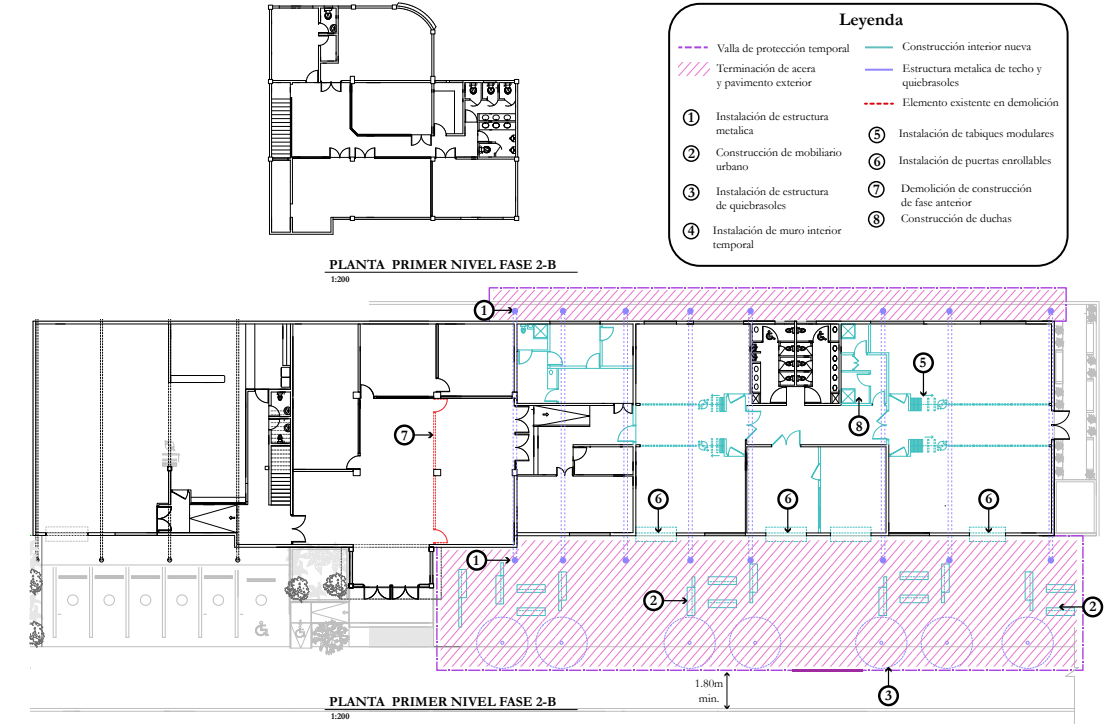 Leyenda
Valla de protección temporal
Terminación de acera
y pavimento exterior
Construcción interior nueva
Estructura metalica de techo y
quiebrasoles
Elemento existente en demolición
1 Instalación de estructura
metalica
2 Construcción de mobiliario
urbano
3 Instalación de estructura
de quiebrasoles
4 Instalación de muro interior
temporal
5 Instalación de tabiques modulares
6 Instalación de puertas enrollables
7 Demolición de construcción
de fase anterior
8 Construcción de duchas
PLANTA PRIMER NIVEL FASE 2-B
1:200
1
5
7
8
6
6
6
1
2
2
3
1.80m
min.
PLANTA PRIMER NIVEL FASE 2-B
1:200